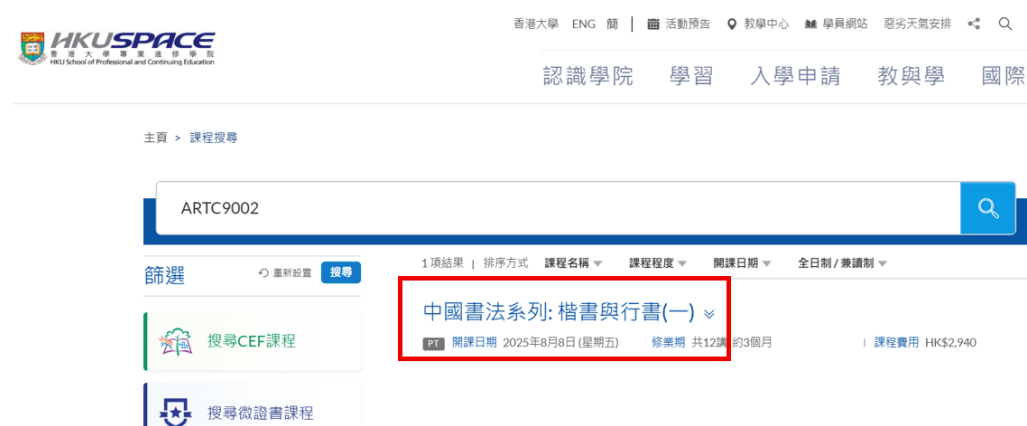 香港大學 ENG 簡 | 活動預告 教學中心 學員網站 惡劣天氣安排
HKUSPACE
香港大學專業進修學院
HKU School of Professional and Continuing Education
認識學院 學習 入學申請 教與學 國際
主頁 > 課程搜尋
ARTC9002
篩選 重新設置 搜尋
1項結果 | 排序方式 課程名稱 課程程度 開課日期 全日制 / 兼讀制
中國書法系列: 楷書與行書(一)
PT 開課日期 2025年8月8日 (星期五) 修業期 共12講 約3個月 | 課程費用 HK$2,940
搜尋CEF課程
搜尋微證書課程